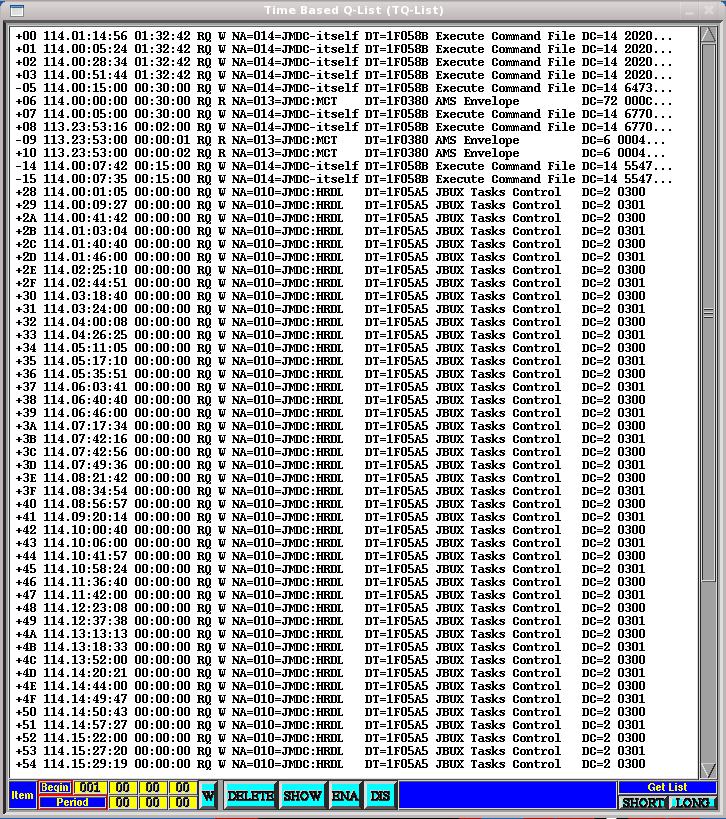 Time Based Q-List (TQ-List)
+00 114.01:14:56 01:32:42 RQ W NA=014=JMDC-itself DT=1F058B Execute Command File DC=14 2020...
+01 114.00:05:24 01:32:42 RQ W NA=014=JMDC-itself DT=1F058B Execute Command File DC=14 2020...
+02 114.00:28:34 01:32:42 RQ W NA=014=JMDC-itself DT=1F058B Execute Command File DC=14 2020...
+03 114.00:51:44 01:32:42 RQ W NA=014=JMDC-itself DT=1F058B Execute Command File DC=14 2020...
-05 114.00:15:00 00:30:00 RQ W NA=014=JMDC-itself DT=1F058B Execute Command File DC=14 6473...
+06 114.00:00:00 00:30:00 RQ R NA=013=JMDC:MCT DT=1F0380 AMS Envelope DC=72 000C...
+07 114.00:05:00 00:30:00 RQ W NA=014=JMDC-itself DT=1F058B Execute Command File DC=14 6770...
+08 113.23:53:16 00:02:00 RQ W NA=014=JMDC-itself DT=1F058B Execute Command File DC=14 6770...
-09 113.23:53:00 00:00:01 RQ R NA=013=JMDC:MCT DT=1F0380 AMS Envelope DC=6 0004...
+10 113.23:53:00 00:00:02 RQ R NA=013=JMDC:MCT DT=1F0380 AMS Envelope DC=6 0004...
-14 114.00:07:42 00:15:00 RQ W NA=014=JMDC-itself DT=1F058B Execute Command File DC=14 5547...
-15 114.00:07:35 00:15:00 RQ W NA=014=JMDC-itself DT=1F058B Execute Command File DC=14 5547...
+28 114.00:01:05 00:00:00 RQ W NA=010=JMDC:HRDL DT=1F05A5 JBUX Tasks Control DC=2 0300
+29 114.00:09:27 00:00:00 RQ W NA=010=JMDC:HRDL DT=1F05A5 JBUX Tasks Control DC=2 0301
+2A 114.00:41:42 00:00:00 RQ W NA=010=JMDC:HRDL DT=1F05A5 JBUX Tasks Control DC=2 0300
+2B 114.01:03:04 00:00:00 RQ W NA=010=JMDC:HRDL DT=1F05A5 JBUX Tasks Control DC=2 0301
+2C 114.01:40:40 00:00:00 RQ W NA=010=JMDC:HRDL DT=1F05A5 JBUX Tasks Control DC=2 0300
+2D 114.01:46:00 00:00:00 RQ W NA=010=JMDC:HRDL DT=1F05A5 JBUX Tasks Control DC=2 0301
+2E 114.02:25:10 00:00:00 RQ W NA=010=JMDC:HRDL DT=1F05A5 JBUX Tasks Control DC=2 0300
+2F 114.02:44:51 00:00:00 RQ W NA=010=JMDC:HRDL DT=1F05A5 JBUX Tasks Control DC=2 0301
+30 114.03:18:40 00:00:00 RQ W NA=010=JMDC:HRDL DT=1F05A5 JBUX Tasks Control DC=2 0300
+31 114.03:24:00 00:00:00 RQ W NA=010=JMDC:HRDL DT=1F05A5 JBUX Tasks Control DC=2 0301
+32 114.04:00:08 00:00:00 RQ W NA=010=JMDC:HRDL DT=1F05A5 JBUX Tasks Control DC=2 0300
+33 114.04:26:25 00:00:00 RQ W NA=010=JMDC:HRDL DT=1F05A5 JBUX Tasks Control DC=2 0301
+34 114.05:11:05 00:00:00 RQ W NA=010=JMDC:HRDL DT=1F05A5 JBUX Tasks Control DC=2 0300
+35 114.05:17:10 00:00:00 RQ W NA=010=JMDC:HRDL DT=1F05A5 JBUX Tasks Control DC=2 0301
+36 114.05:35:51 00:00:00 RQ W NA=010=JMDC:HRDL DT=1F05A5 JBUX Tasks Control DC=2 0300
+37 114.06:03:41 00:00:00 RQ W NA=010=JMDC:HRDL DT=1F05A5 JBUX Tasks Control DC=2 0301
+38 114.06:40:40 00:00:00 RQ W NA=010=JMDC:HRDL DT=1F05A5 JBUX Tasks Control DC=2 0300
+39 114.06:46:00 00:00:00 RQ W NA=010=JMDC:HRDL DT=1F05A5 JBUX Tasks Control DC=2 0301
+3A 114.07:17:34 00:00:00 RQ W NA=010=JMDC:HRDL DT=1F05A5 JBUX Tasks Control DC=2 0300
+3B 114.07:42:16 00:00:00 RQ W NA=010=JMDC:HRDL DT=1F05A5 JBUX Tasks Control DC=2 0301
+3C 114.07:42:56 00:00:00 RQ W NA=010=JMDC:HRDL DT=1F05A5 JBUX Tasks Control DC=2 0300
+3D 114.07:49:36 00:00:00 RQ W NA=010=JMDC:HRDL DT=1F05A5 JBUX Tasks Control DC=2 0301
+3E 114.08:21:42 00:00:00 RQ W NA=010=JMDC:HRDL DT=1F05A5 JBUX Tasks Control DC=2 0300
+3F 114.08:34:54 00:00:00 RQ W NA=010=JMDC:HRDL DT=1F05A5 JBUX Tasks Control DC=2 0301
+40 114.08:56:57 00:00:00 RQ W NA=010=JMDC:HRDL DT=1F05A5 JBUX Tasks Control DC=2 0300
+41 114.09:20:14 00:00:00 RQ W NA=010=JMDC:HRDL DT=1F05A5 JBUX Tasks Control DC=2 0301
+42 114.10:00:40 00:00:00 RQ W NA=010=JMDC:HRDL DT=1F05A5 JBUX Tasks Control DC=2 0300
+43 114.10:06:00 00:00:00 RQ W NA=010=JMDC:HRDL DT=1F05A5 JBUX Tasks Control DC=2 0301
+44 114.10:41:57 00:00:00 RQ W NA=010=JMDC:HRDL DT=1F05A5 JBUX Tasks Control DC=2 0300
+45 114.10:58:24 00:00:00 RQ W NA=010=JMDC:HRDL DT=1F05A5 JBUX Tasks Control DC=2 0301
+46 114.11:36:40 00:00:00 RQ W NA=010=JMDC:HRDL DT=1F05A5 JBUX Tasks Control DC=2 0300
+47 114.11:42:00 00:00:00 RQ W NA=010=JMDC:HRDL DT=1F05A5 JBUX Tasks Control DC=2 0301
+48 114.12:23:08 00:00:00 RQ W NA=010=JMDC:HRDL DT=1F05A5 JBUX Tasks Control DC=2 0300
+49 114.12:37:38 00:00:00 RQ W NA=010=JMDC:HRDL DT=1F05A5 JBUX Tasks Control DC=2 0301
+4A 114.13:13:13 00:00:00 RQ W NA=010=JMDC:HRDL DT=1F05A5 JBUX Tasks Control DC=2 0300
+4B 114.13:18:33 00:00:00 RQ W NA=010=JMDC:HRDL DT=1F05A5 JBUX Tasks Control DC=2 0301
+4C 114.13:52:00 00:00:00 RQ W NA=010=JMDC:HRDL DT=1F05A5 JBUX Tasks Control DC=2 0300
+4D 114.14:20:21 00:00:00 RQ W NA=010=JMDC:HRDL DT=1F05A5 JBUX Tasks Control DC=2 0301
+4E 114.14:44:00 00:00:00 RQ W NA=010=JMDC:HRDL DT=1F05A5 JBUX Tasks Control DC=2 0300
+4F 114.14:49:47 00:00:00 RQ W NA=010=JMDC:HRDL DT=1F05A5 JBUX Tasks Control DC=2 0301
+50 114.14:50:43 00:00:00 RQ W NA=010=JMDC:HRDL DT=1F05A5 JBUX Tasks Control DC=2 0300
+51 114.14:57:27 00:00:00 RQ W NA=010=JMDC:HRDL DT=1F05A5 JBUX Tasks Control DC=2 0301
+52 114.15:22:00 00:00:00 RQ W NA=010=JMDC:HRDL DT=1F05A5 JBUX Tasks Control DC=2 0300
+53 114.15:27:20 00:00:00 RQ W NA=010=JMDC:HRDL DT=1F05A5 JBUX Tasks Control DC=2 0301
+54 114.15:29:19 00:00:00 RQ W NA=010=JMDC:HRDL DT=1F05A5 JBUX Tasks Control DC=2 0300
Item Begin 001 00 00 00 W DELETE SHOW ENA DIS Get List
Period 00 00 00 SHORT LONG